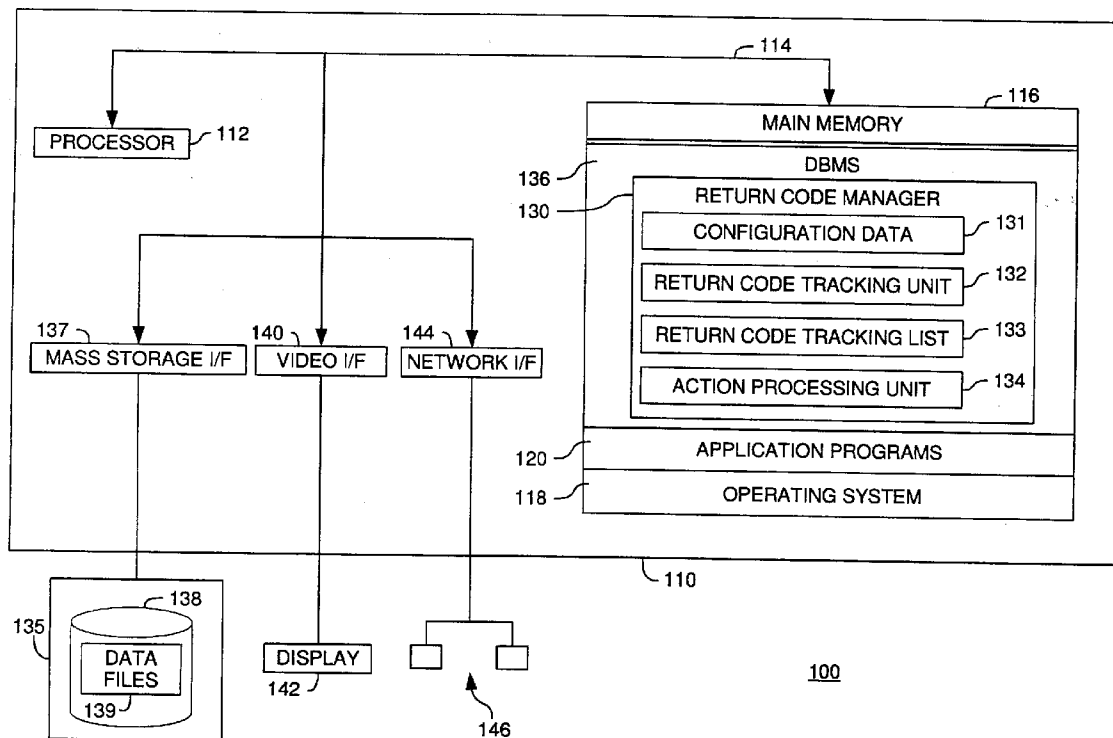 114
116
MAIN MEMORY
PROCESSOR
112
DBMS
136
RETURN CODE MANAGER
130
CONFIGURATION DATA
131
RETURN CODE TRACKING UNIT
132
RETURN CODE TRACKING LIST
133
ACTION PROCESSING UNIT
134
137
MASS STORAGE I/F
140
VIDEO I/F
144
NETWORK I/F
120
APPLICATION PROGRAMS
118
OPERATING SYSTEM
110
135
138
DATA
FILES
139
DISPLAY
142
146
100